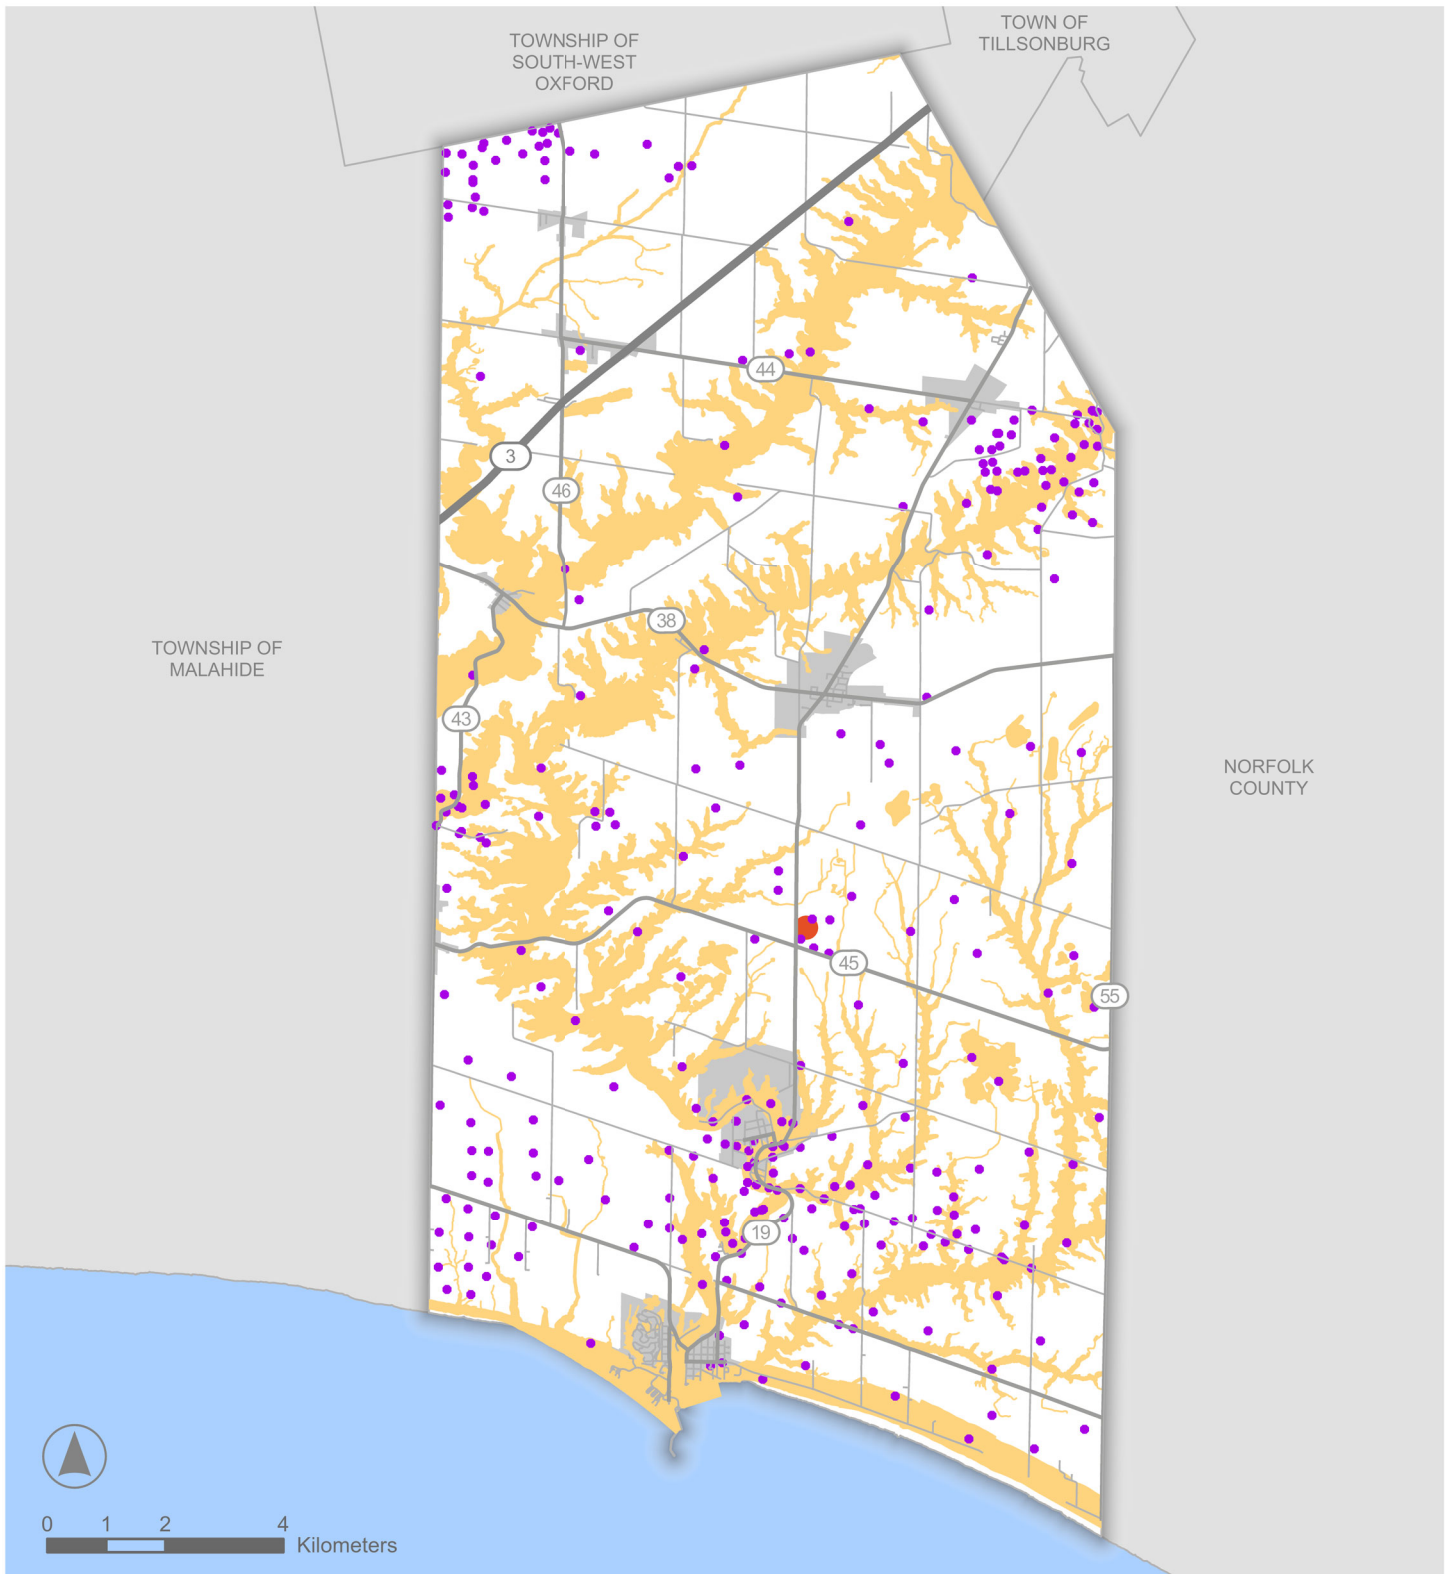 TOWNSHIP OF
SOUTH-WEST
OXFORD
TOWN OF
TILLSONBURG
44
3
46
38
TOWNSHIP OF
MALAHIDE
43
NORFOLK
COUNTY
45
55
19
0 1 2 4
Kilometers